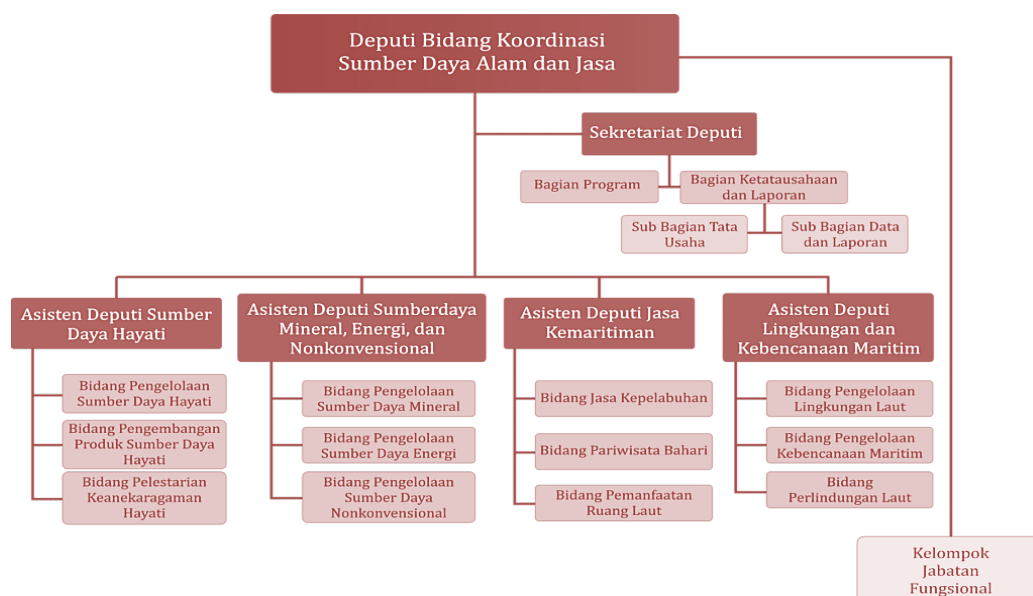 Deputi Bidang Koordinasi
Sumber Daya Alam dan Jasa
Sekretariat Deputi
Bagian Program
Bagian Ketatausahaan
dan Laporan
Sub Bagian Tata
Usaha
Sub Bagian Data
dan Laporan
Asisten Deputi Sumber
Daya Hayati
Bidang Pengelolaan
Sumber Daya Hayati
Bidang Pengembangan
Produk Sumber Daya
Hayati
Bidang Pelestarian
Keanekaragaman
Hayati
Asisten Deputi Sumberdaya
Mineral, Energi, dan
Nonkonvensional
Bidang Pengelolaan
Sumber Daya Mineral
Bidang Pengelolaan
Sumber Daya Energi
Bidang Pengelolaan
Sumber Daya
Nonkonvensional
Asisten Deputi Jasa
Kemaritiman
Bidang Jasa Kepelabuhan
Bidang Pariwisata Bahari
Bidang Pemanfaatan
Ruang Laut
Asisten Deputi
Lingkungan dan
Kebencanaan Maritim
Bidang Pengelolaan
Lingkungan Laut
Bidang Pengelolaan
Kebencanaan Maritim
Bidang
Perlindungan Laut
Kelompok
Jabatan
Fungsional